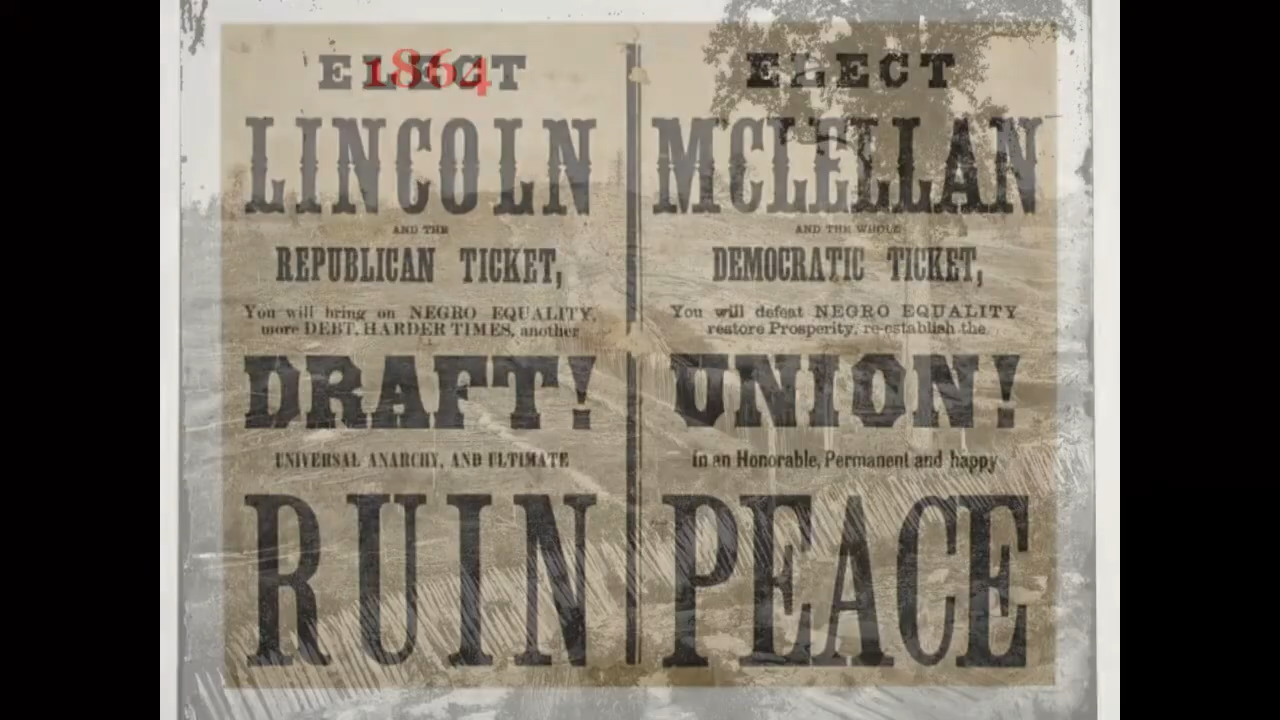 1864
ELECT
LINCOLN
AND THE
REPUBLICAN TICKET,
You will bring on NEGRO EQUALITY,
more DEBT, HARDER TIMES, another
DRAFT!
UNIVERSAL ANARCHY, AND ULTIMATE
RUIN
ELECT
MCLELLAN
AND THE WHOLE
DEMOCRATIC TICKET,
You will defeat NEGRO EQUALITY
restore Prosperity, re-establish the
UNION!
in an Honorable, Permanent and happy
PEACE